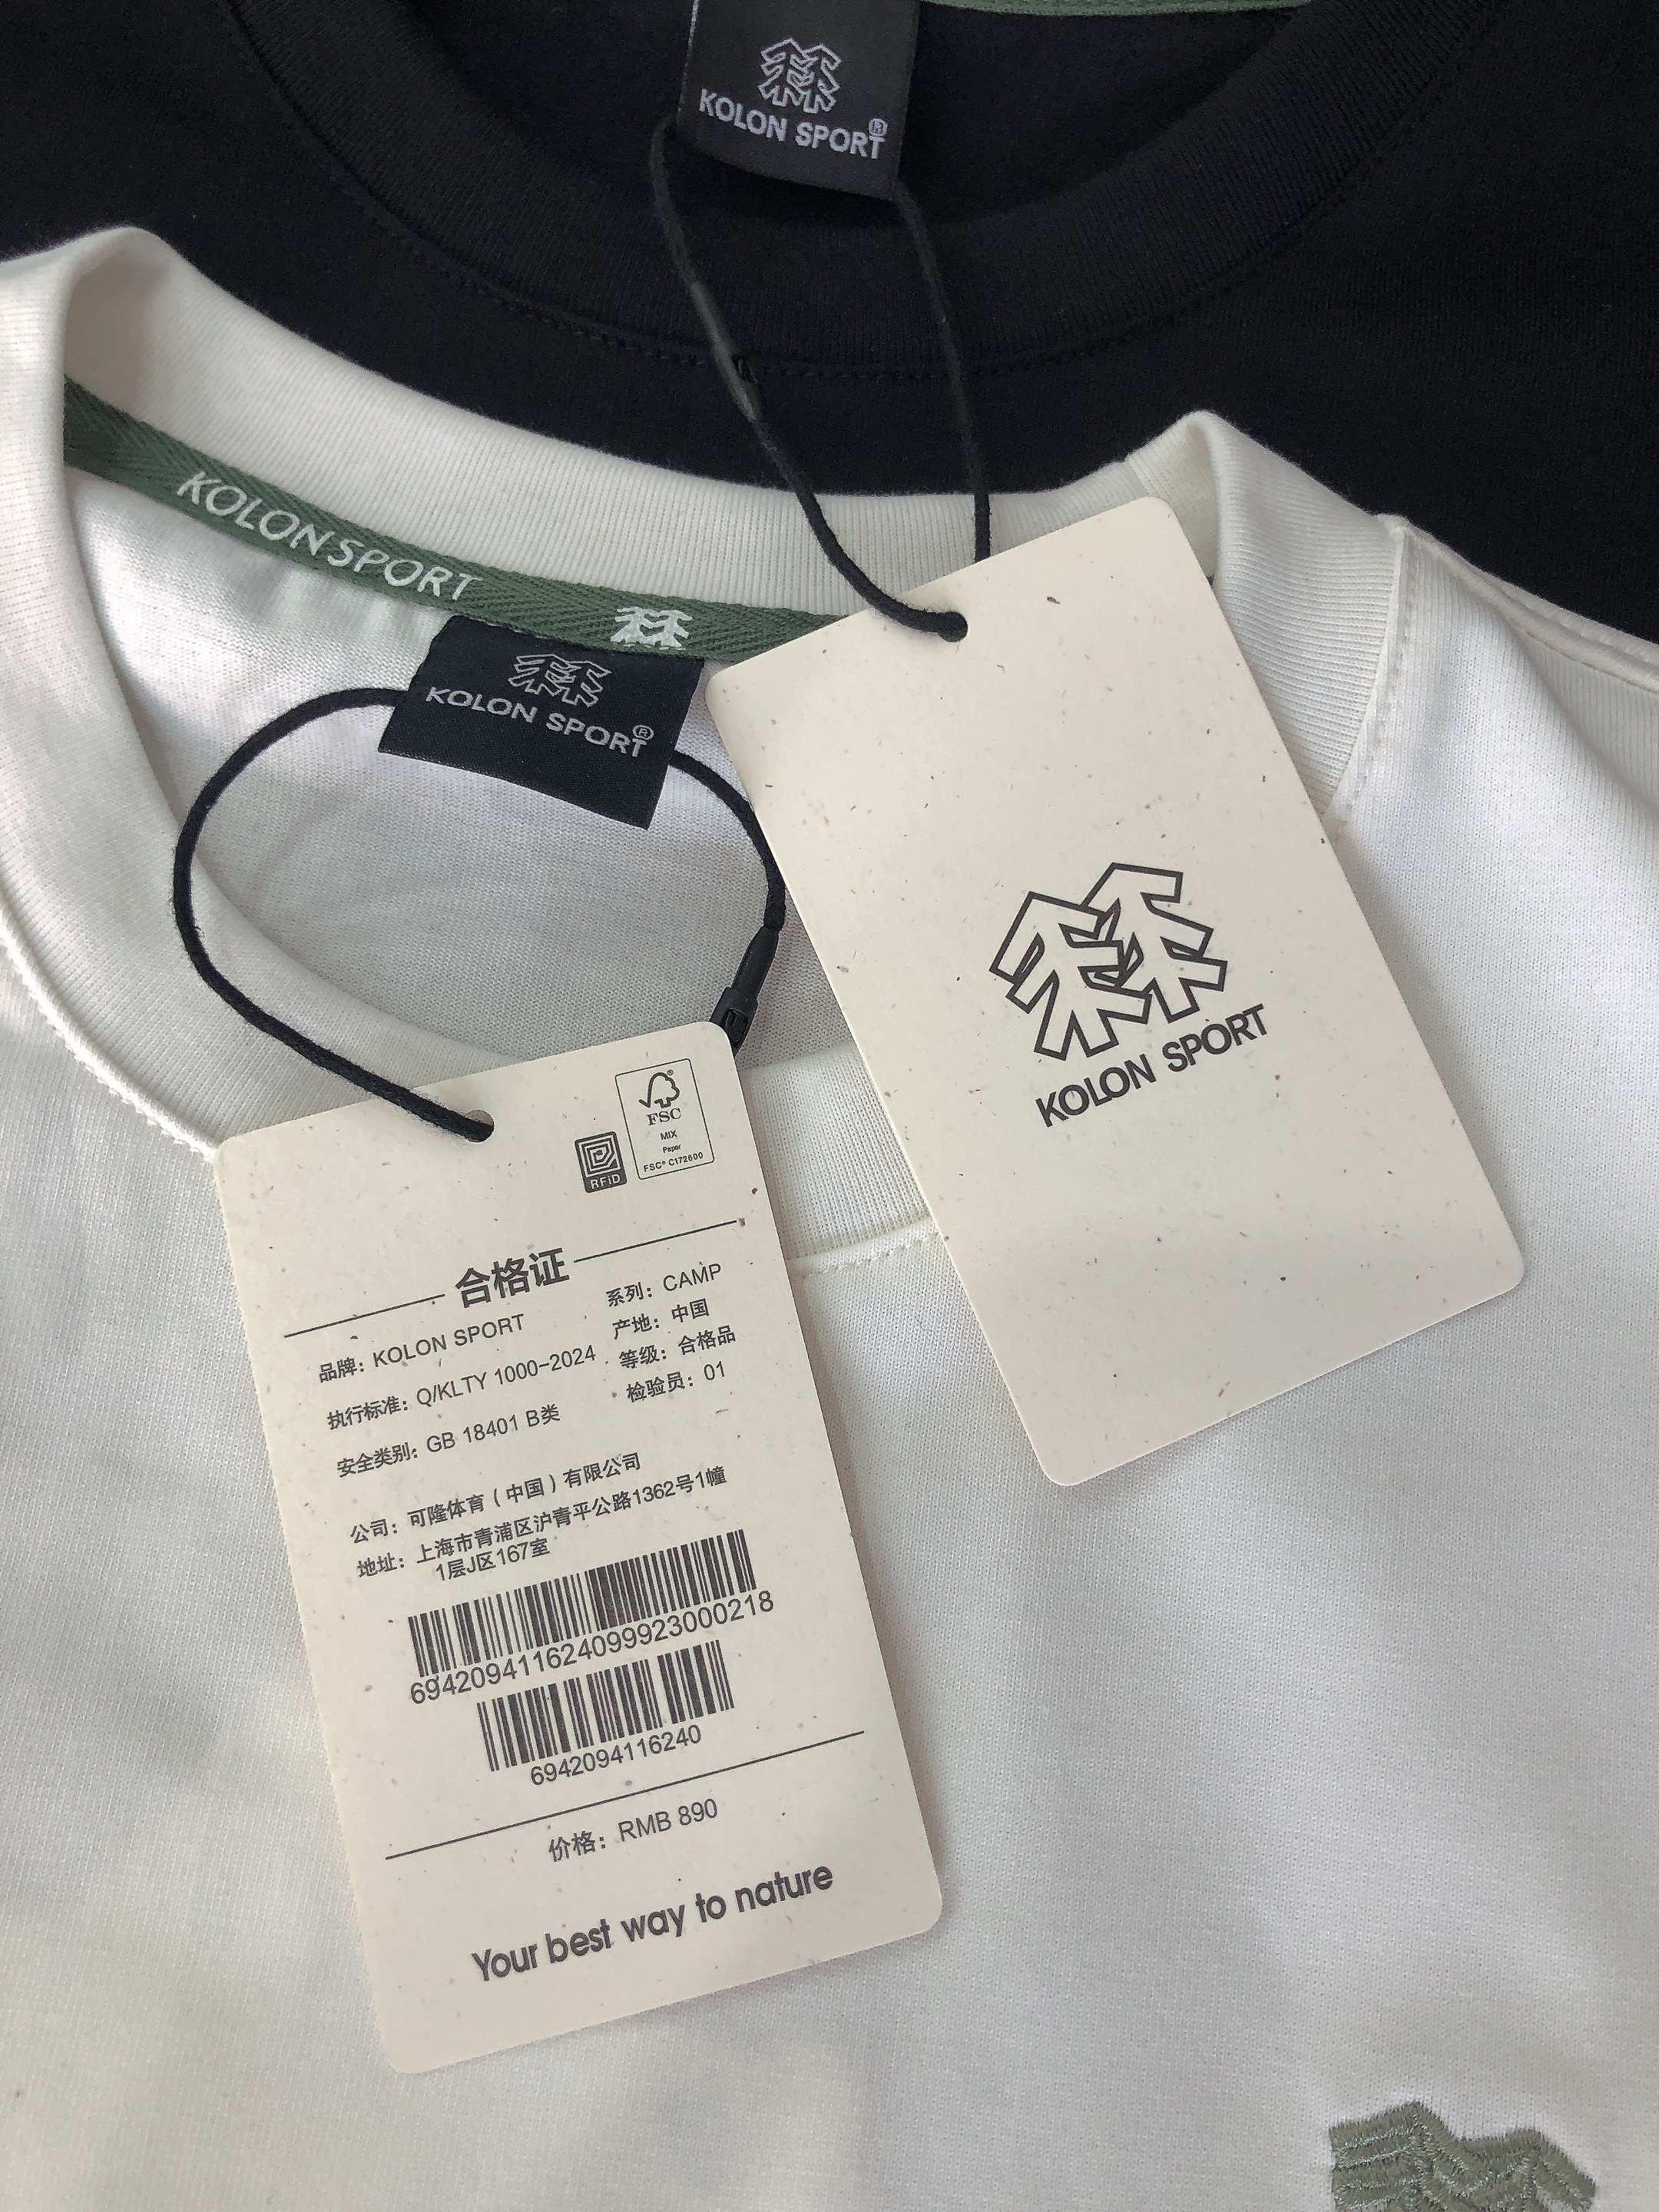 KOLON SPORT®
KOLON SPORT
KOLON SPORT®
KOLON SPORT
FSC®
MIX
Paper
FSC® C172600
RFiD
合格证
品牌：KOLON SPORT
系列：CAMP
执行标准：Q/KLTY 1000-2024
产地：中国
安全类别：GB 18401 B类
等级：合格品
检验员：01
公司：可隆体育（中国）有限公司
地址：上海市青浦区沪青平公路1362号1幢
1层J区167室
69420941162409992300​0218
6942094116240
价格：RMB 890
Your best way to nature